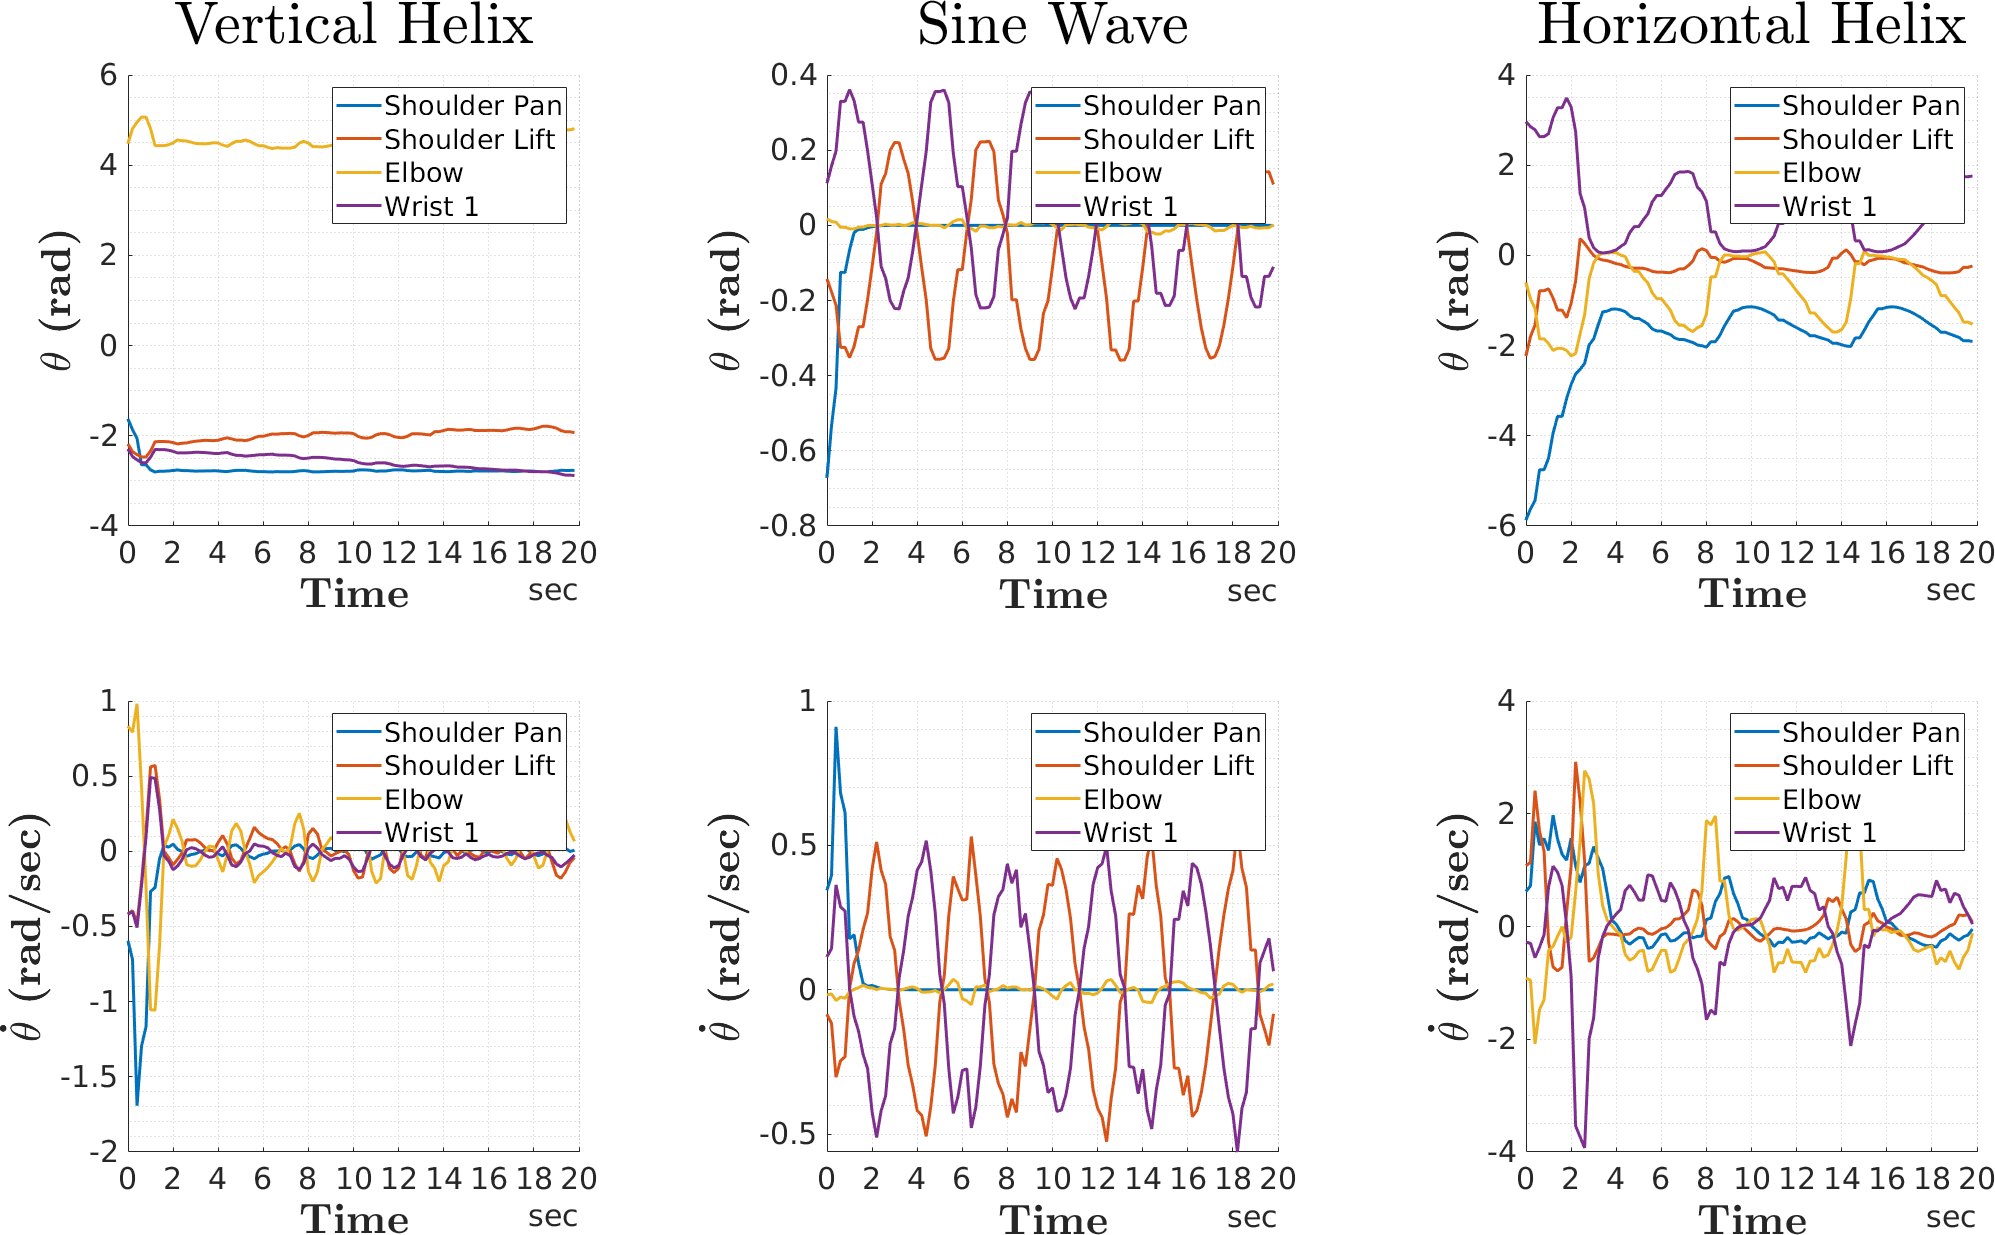 Vertical Helix
Sine Wave
Horizontal Helix
6
4
2
0
-2
-4
θ (rad)
Shoulder Pan
Shoulder Lift
Elbow
Wrist 1
0 2 4 6 8 10 12 14 16 18 20
Time
sec
0.4
0.2
0
-0.2
-0.4
-0.6
-0.8
θ (rad)
Shoulder Pan
Shoulder Lift
Elbow
Wrist 1
0 2 4 6 8 10 12 14 16 18 20
Time
sec
4
2
0
-2
-4
-6
θ (rad)
Shoulder Pan
Shoulder Lift
Elbow
Wrist 1
0 2 4 6 8 10 12 14 16 18 20
Time
sec
1
0.5
0
-0.5
-1
-1.5
-2
θ̇ (rad/sec)
Shoulder Pan
Shoulder Lift
Elbow
Wrist 1
0 2 4 6 8 10 12 14 16 18 20
Time
sec
1
0.5
0
-0.5
θ̇ (rad/sec)
Shoulder Pan
Shoulder Lift
Elbow
Wrist 1
0 2 4 6 8 10 12 14 16 18 20
Time
sec
4
2
0
-2
-4
θ̇ (rad/sec)
Shoulder Pan
Shoulder Lift
Elbow
Wrist 1
0 2 4 6 8 10 12 14 16 18 20
Time
sec